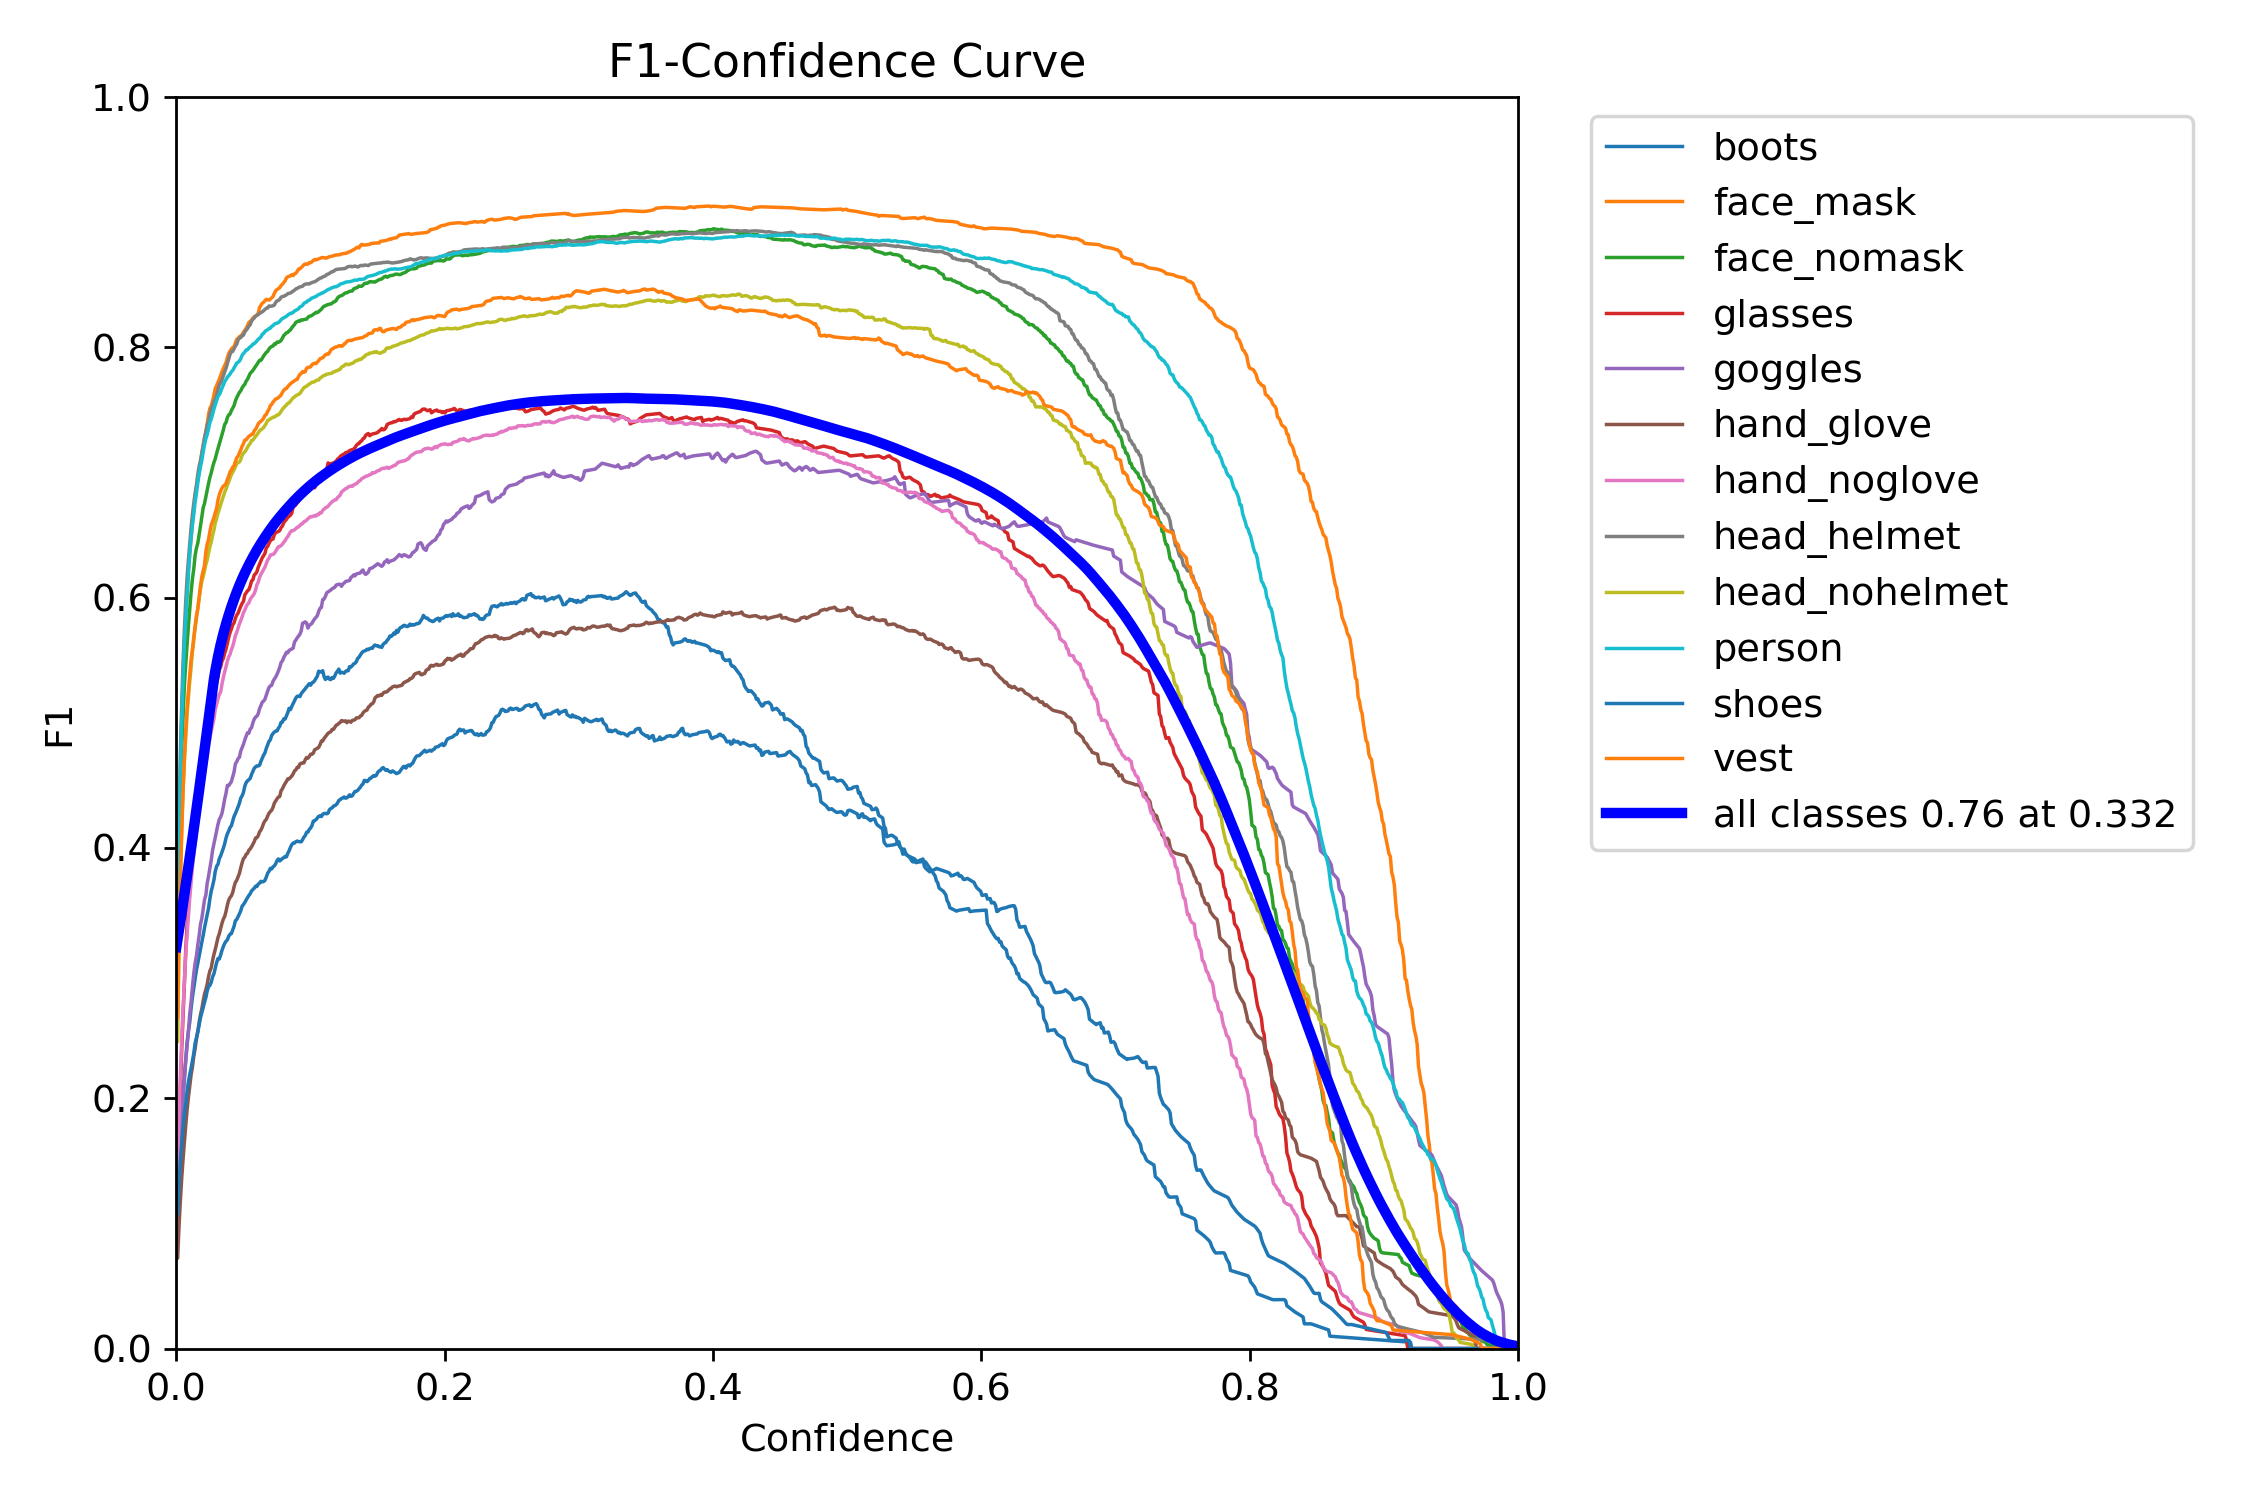 F1-Confidence Curve
1.0
0.8
0.6
0.4
0.2
0.0
F1
0.0 0.2 0.4 0.6 0.8 1.0
Confidence
boots
face_mask
face_nomask
glasses
goggles
hand_glove
hand_noglove
head_helmet
head_nohelmet
person
shoes
vest
all classes 0.76 at 0.332